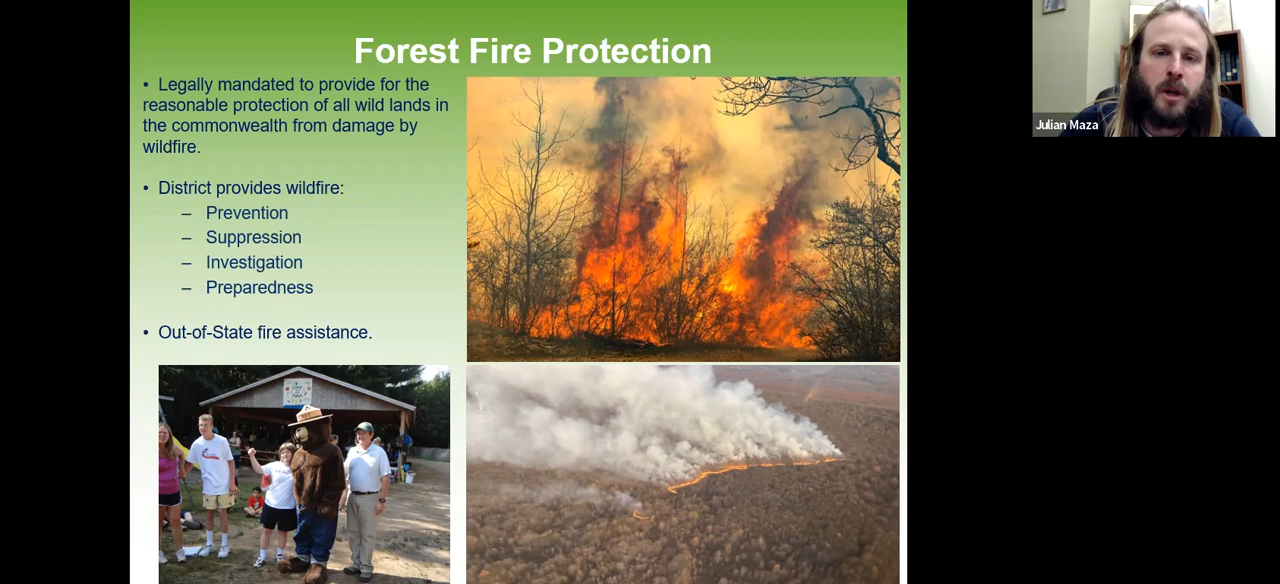 Forest Fire Protection
• Legally mandated to provide for the
reasonable protection of all wild lands in
the commonwealth from damage by
wildfire.
• District provides wildfire:
– Prevention
– Suppression
– Investigation
– Preparedness
• Out-of-State fire assistance.
Julian Maza